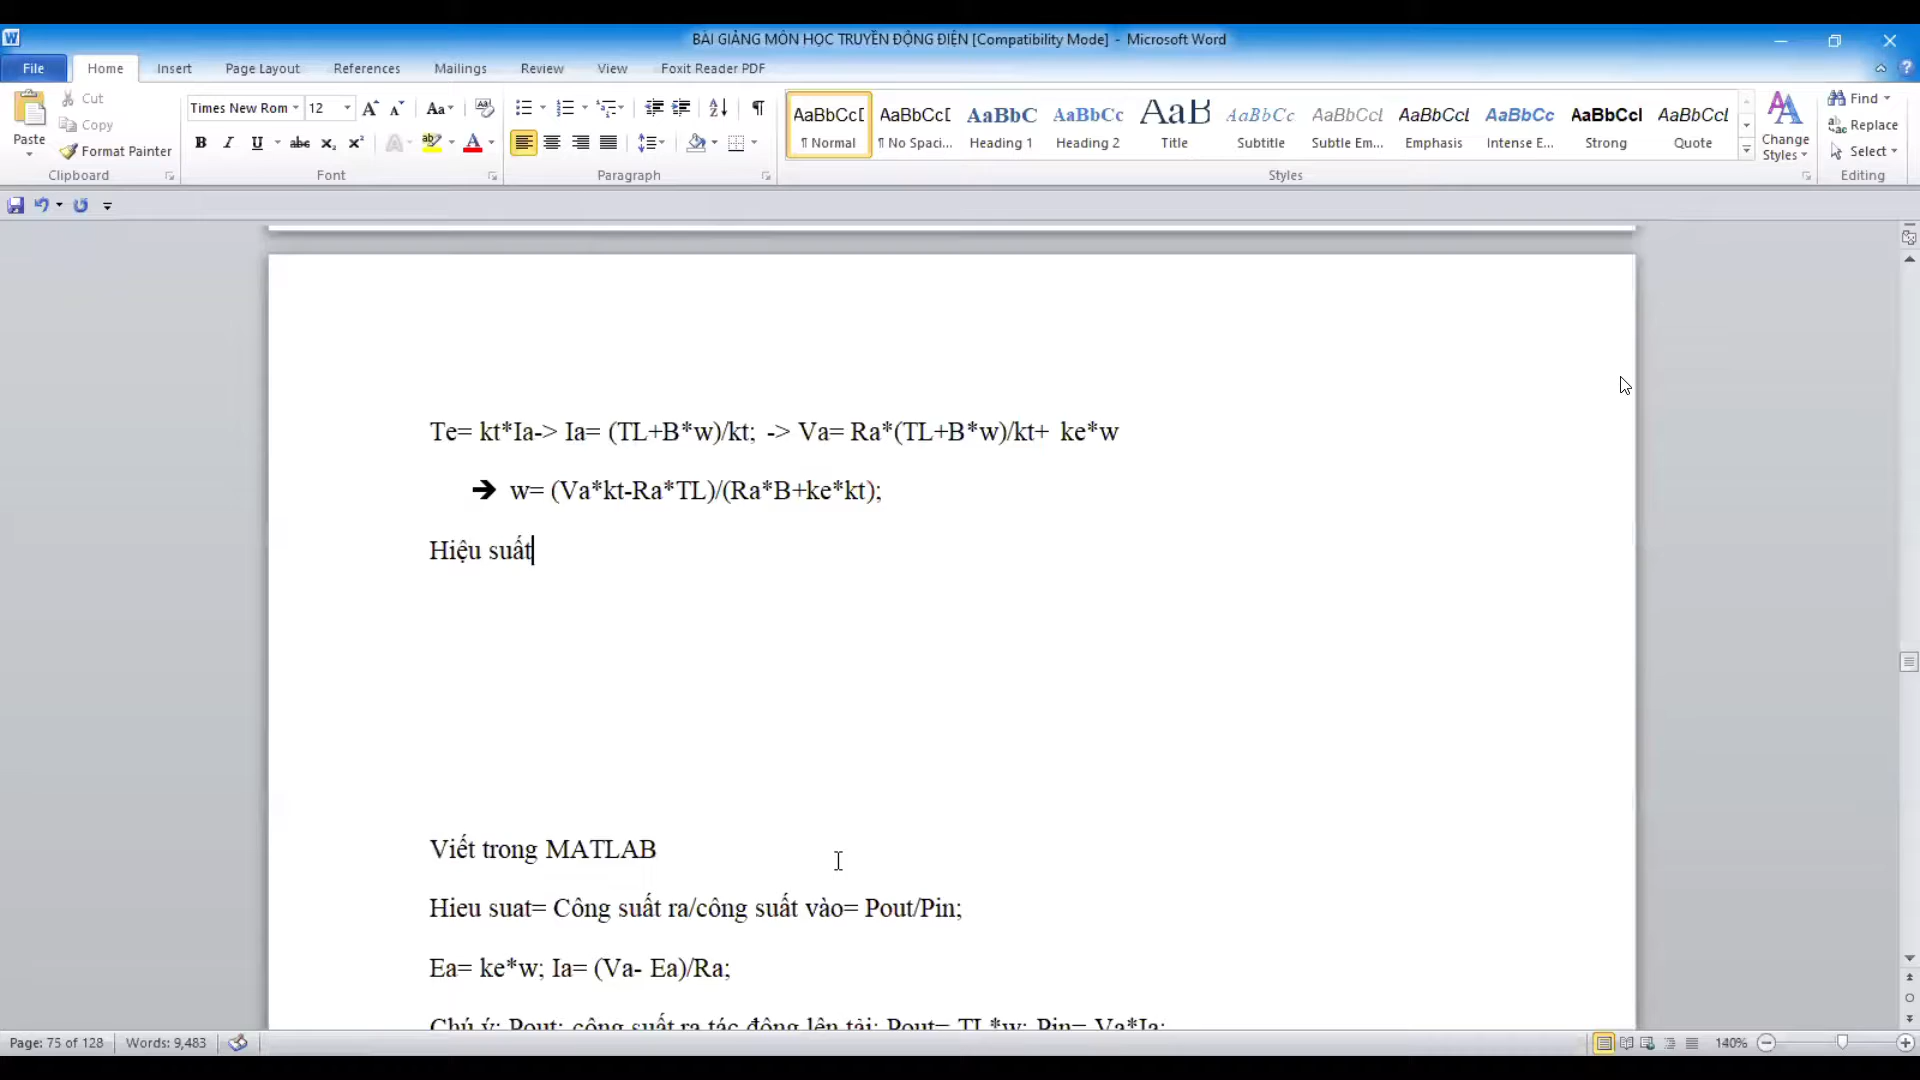 BÀI GIẢNG MÔN HỌC TRUYỀN ĐỘNG ĐIỆN [Compatibility Mode] - Microsoft Word
File Home Insert Page Layout References Mailings Review View Foxit Reader PDF
Paste Cut Copy Format Painter Clipboard
Times New Rom 12 Font
Paragraph
AaBbCcD ¶ Normal
AaBbCcD ¶ No Spaci...
AaBbC Heading 1
AaBbCc Heading 2
AaB Title
AaBbCc Subtitle
AaBbCcl Subtle Em...
AaBbCcl Emphasis
AaBbCc Intense E...
AaBbCcl Strong
AaBbCcl Quote
Change Styles
Styles
Find Replace Select Editing
Te= kt*Ia-> Ia= (TL+B*w)/kt; -> Va= Ra*(TL+B*w)/kt+ ke*w
➔ w= (Va*kt-Ra*TL)/(Ra*B+ke*kt);
Hiệu suất
Viết trong MATLAB
Hieu suat= Công suất ra/công suất vào= Pout/Pin;
Ea= ke*w; Ia= (Va- Ea)/Ra;
Chú ý: Pout: công suất ra tác động lên tải: Pout= TL*w; Pin= Va*Ia;
Page: 75 of 128 Words: 9,483 140%